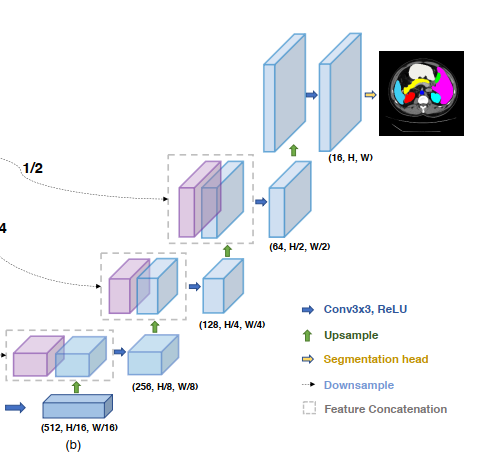 (16, H, W)
1/2
(64, H/2, W/2)
4
(128, H/4, W/4)
Conv3x3, ReLU
Upsample
Segmentation head
Downsample
Feature Concatenation
(256, H/8, W/8)
(512, H/16, W/16)
(b)